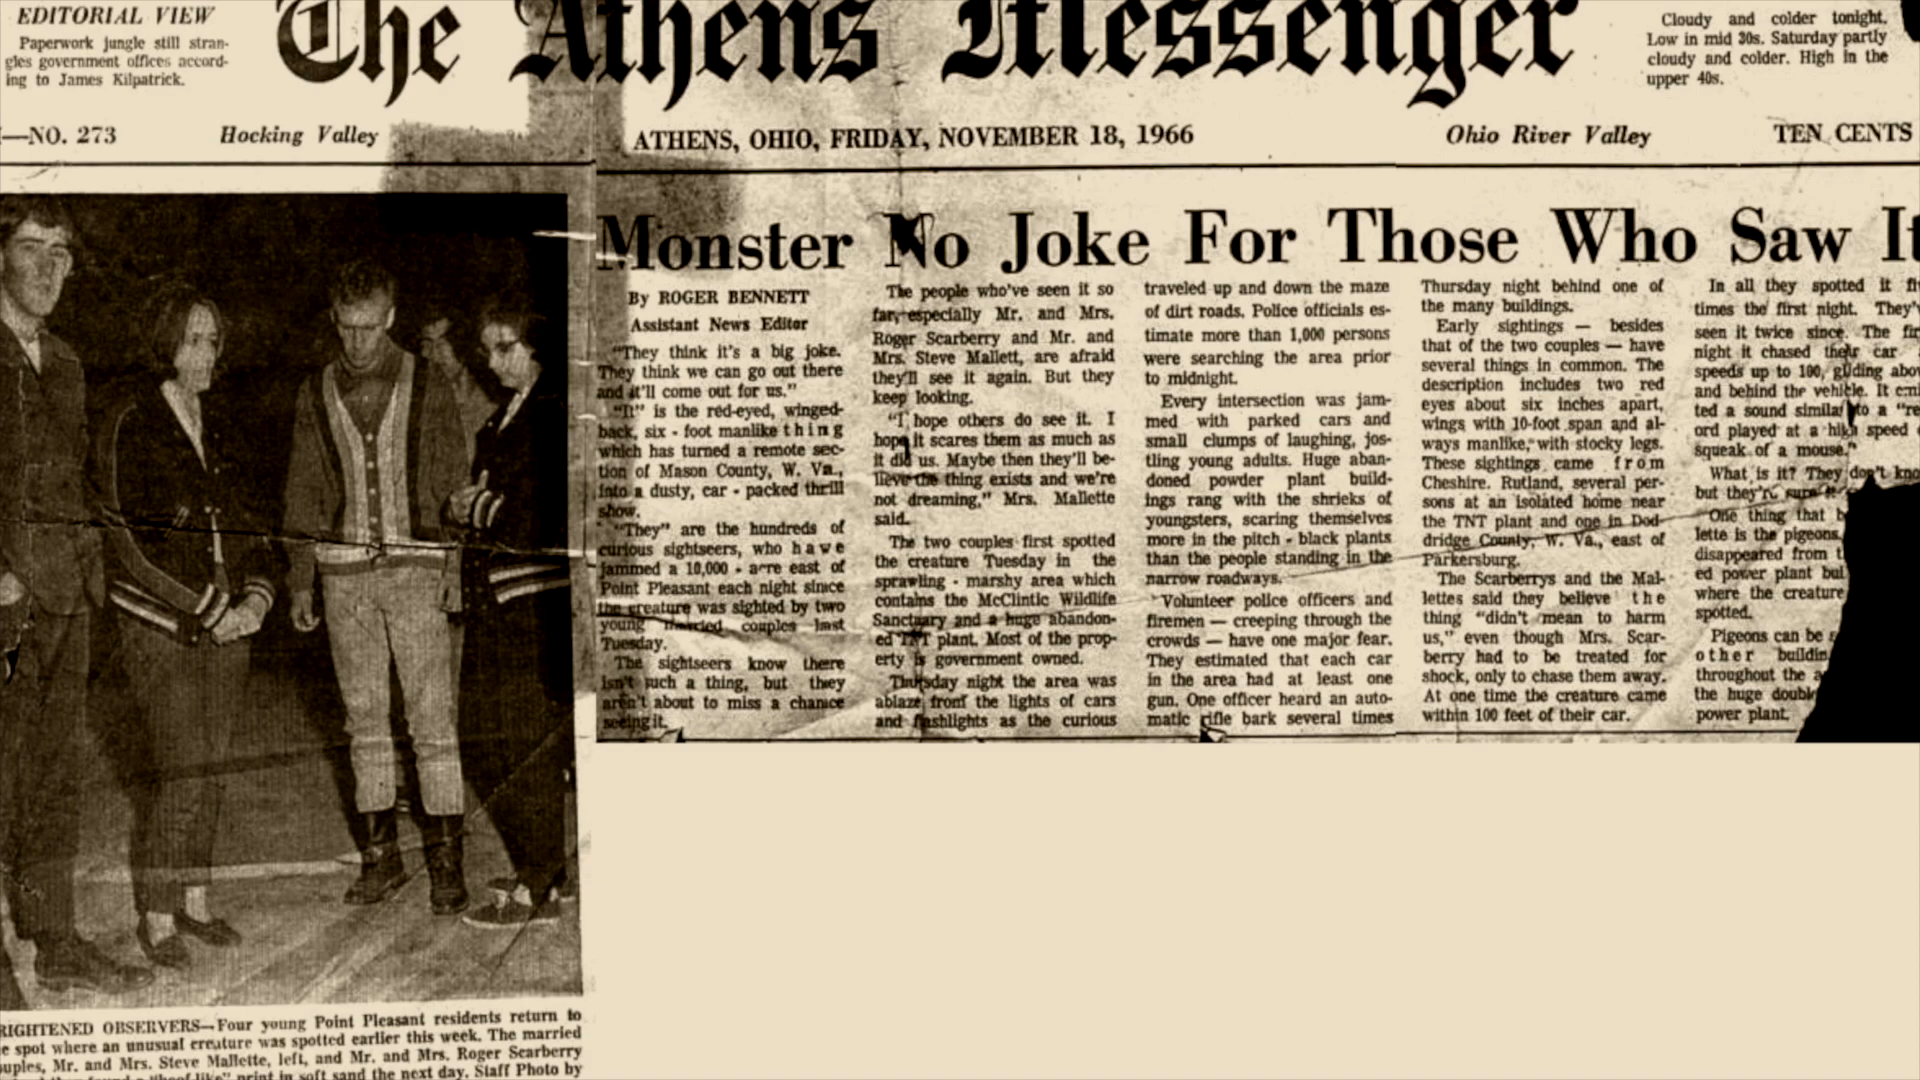 EDITORIAL VIEW
Paperwork jungle still stran-
gles government offices accord-
ing to James Kilpatrick.
The Athens Messenger
Cloudy and colder tonight.
Low in mid 30s. Saturday partly
cloudy and colder. High in the
upper 40s.
—NO. 273
Hocking Valley
ATHENS, OHIO, FRIDAY, NOVEMBER 18, 1966
Ohio River Valley
TEN CENTS
Monster No Joke For Those Who Saw It
By ROGER BENNETT
Assistant News Editor
"They think it's a big joke.
They think we can go out there
and it'll come out for us."
"It" is the red-eyed, winged-
back, six - foot manlike thing
which has turned a remote sec-
tion of Mason County, W. Va.,
into a dusty, car - packed thrill
show.
"They" are the hundreds of
curious sightseers, who have
jammed a 10,000 - acre east of
Point Pleasant each night since
the creature was sighted by two
young married couples last
Tuesday.
The sightseers know there
isn't such a thing, but they
aren't about to miss a chance
seeing it.
The people who've seen it so
far, especially Mr. and Mrs.
Roger Scarberry and Mr. and
Mrs. Steve Mallett, are afraid
they'll see it again. But they
keep looking.
"I hope others do see it. I
hope it scares them as much as
it did us. Maybe then they'll be-
lieve the thing exists and we're
not dreaming," Mrs. Mallette
said.
The two couples first spotted
the creature Tuesday in the
sprawling - marshy area which
contains the McClintic Wildlife
Sanctuary and a huge abandon-
ed TNT plant. Most of the prop-
erty is government owned.
Thursday night the area was
ablaze from the lights of cars
and flashlights as the curious
traveled up and down the maze
of dirt roads. Police officials es-
timate more than 1,000 persons
were searching the area prior
to midnight.
Every intersection was jam-
med with parked cars and
small clumps of laughing, jos-
tling young adults. Huge aban-
doned powder plant build-
ings rang with the shrieks of
youngsters, scaring themselves
more in the pitch - black plants
than the people standing in the
narrow roadways.
Volunteer police officers and
firemen — creeping through the
crowds — have one major fear.
They estimated that each car
in the area had at least one
gun. One officer heard an auto-
matic rifle bark several times
Thursday night behind one of
the many buildings.
Early sightings — besides
that of the two couples — have
several things in common. The
description includes two red
eyes about six inches apart,
wings with 10-foot span and al-
ways manlike, with stocky legs.
These sightings came from
Cheshire. Rutland, several per-
sons at an isolated home near
the TNT plant and one in Dod-
dridge County, W. Va., east of
Parkersburg.
The Scarberrys and the Mal-
lettes said they believe the
thing "didn't mean to harm
us," even though Mrs. Scar-
berry had to be treated for
shock, only to chase them away.
At one time the creature came
within 100 feet of their car.
In all they spotted it
times the first night. They'v
seen it twice since. The fir
night it chased their car
speeds up to 100, gliding abov
and behind the vehicle. It emi
ted a sound similar to a "re
ord played at a high speed
squeak of a mouse."
What is it? They don't kno
but they're sure
One thing that b
lette is the pigeons.
disappeared from t
ed power plant bui
where the creature
spotted.
Pigeons can be
other buildin
throughout the a
the huge doubl
power plant.
RIGHTENED OBSERVERS—Four young Point Pleasant residents return to
e spot where an unusual creature was spotted earlier this week. The married
uples, Mr. and Mrs. Steve Mallette, left, and Mr. and Mrs. Roger Scarberry
print in soft sand the next day. Staff Photo by